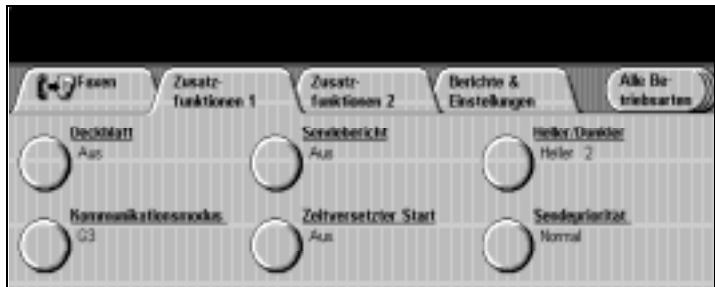 Faxen
Zusatz-
funktionen 1
Zusatz-
funktionen 2
Berichte &
Einstellungen
Alle Be-
triebsarten
Deckblatt
Aus
Sendebericht
Aus
Heller/Dunkler
Heller 2
Kommunikationsmodus
G3
Zeitversetzter Start
Aus
Sendepriorität
Normal